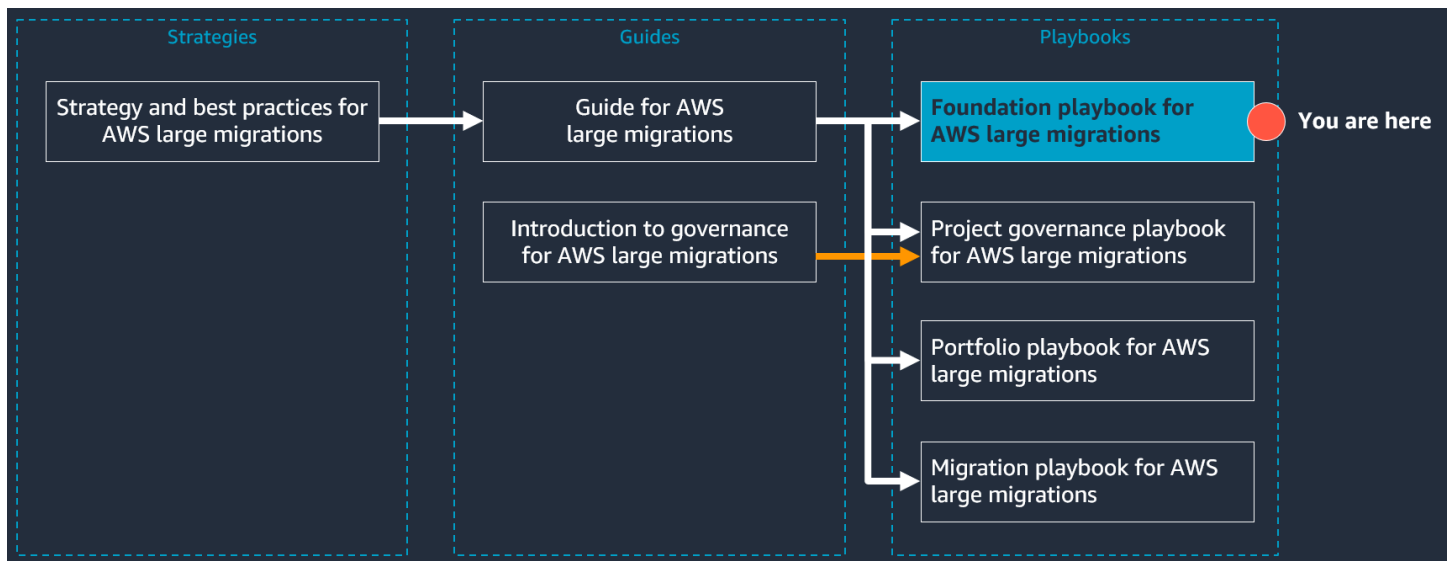 Strategies
Guides
Playbooks
Strategy and best practices for
AWS large migrations
Guide for AWS
large migrations
Foundation playbook for
AWS large migrations
You are here
Introduction to governance
for AWS large migrations
Project governance playbook
for AWS large migrations
Portfolio playbook for AWS
large migrations
Migration playbook for AWS
large migrations